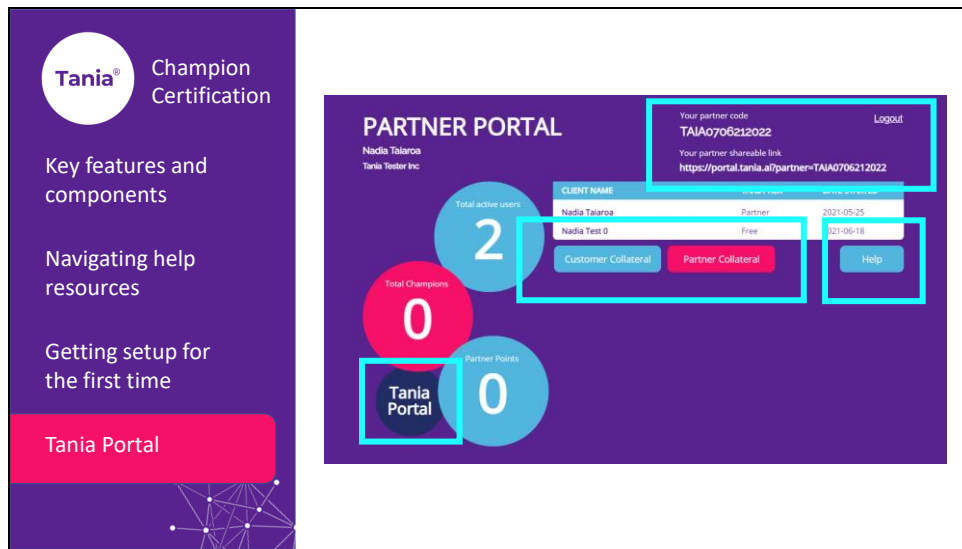 Tania®
Champion
Certification
Key features and
components
Navigating help
resources
Getting setup for
the first time
Tania Portal
PARTNER PORTAL
Nadia Taiaroa
Tania Tester Inc
Your partner code
TAIA0706212022
Logout
Your partner shareable link
https://portal.tania.ai?partner=TAIA0706212022
CLIENT NAME
Nadia Taiaroa Partner 2021-05-25
Nadia Test 0 Free 2021-06-18
Customer Collateral Partner Collateral Help
Total active users
2
Total Champions
0
Partner Points
0
Tania
Portal